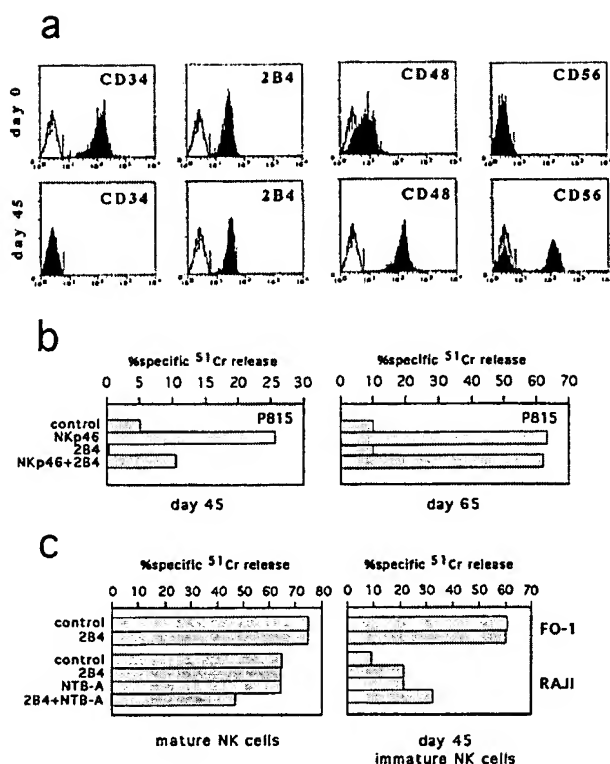 a
day 0
CD34
2B4
CD48
CD56
day 45
CD34
2B4
CD48
CD56
b
%specific ⁵¹Cr release
0 5 10 15 20 25 30
P815
control
NKp46
2B4
NKp46+2B4
day 45
%specific ⁵¹Cr release
0 10 20 30 40 50 60 70
P815
day 65
c
%specific ⁵¹Cr release
0 10 20 30 40 50 60 70 80
control
2B4
control
2B4
NTB-A
2B4+NTB-A
mature NK cells
%specific ⁵¹Cr release
0 10 20 30 40 50 60 70
FO-1
RAJI
day 45
immature NK cells